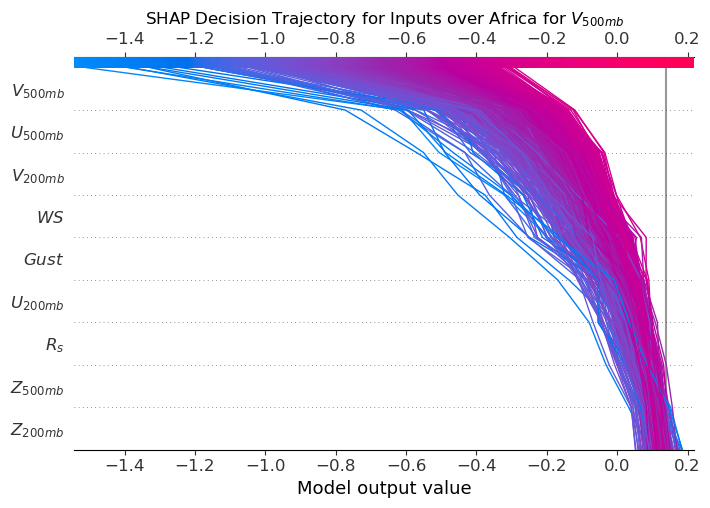 SHAP Decision Trajectory for Inputs over Africa for V500mb
−1.4 −1.2 −1.0 −0.8 −0.6 −0.4 −0.2 0.0 0.2
V500mb
U500mb
V200mb
WS
Gust
U200mb
Rs
Z500mb
Z200mb
−1.4 −1.2 −1.0 −0.8 −0.6 −0.4 −0.2 0.0 0.2
Model output value